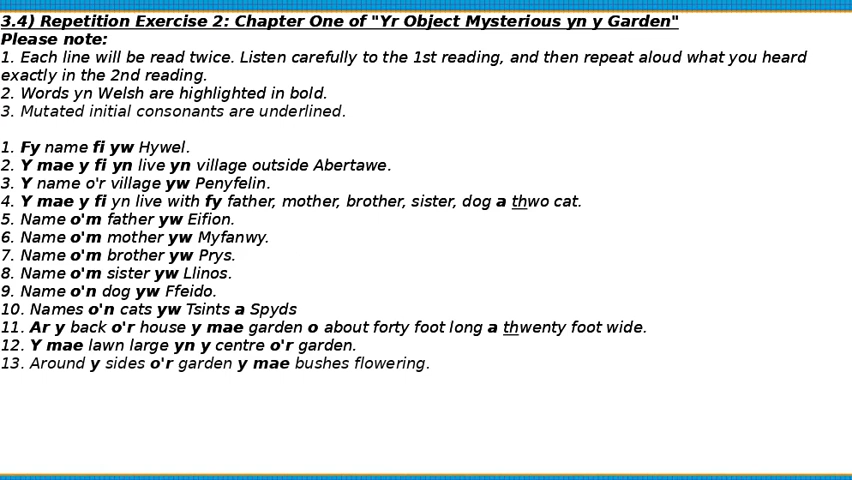 3.4) Repetition Exercise 2: Chapter One of "Yr Object Mysterious yn y Garden"
Please note:
1. Each line will be read twice. Listen carefully to the 1st reading, and then repeat aloud what you heard
exactly in the 2nd reading.
2. Words yn Welsh are highlighted in bold.
3. Mutated initial consonants are underlined.
1. Fy name fi yw Hywel.
2. Y mae y fi yn live yn village outside Abertawe.
3. Y name o'r village yw Penyfelin.
4. Y mae y fi yn live with fy father, mother, brother, sister, dog a thwo cat.
5. Name o'm father yw Eifion.
6. Name o'm mother yw Myfanwy.
7. Name o'm brother yw Prys.
8. Name o'm sister yw Llinos.
9. Name o'n dog yw Ffeido.
10. Names o'n cats yw Tsints a Spyds
11. Ar y back o'r house y mae garden o about forty foot long a thwenty foot wide.
12. Y mae lawn large yn y centre o'r garden.
13. Around y sides o'r garden y mae bushes flowering.